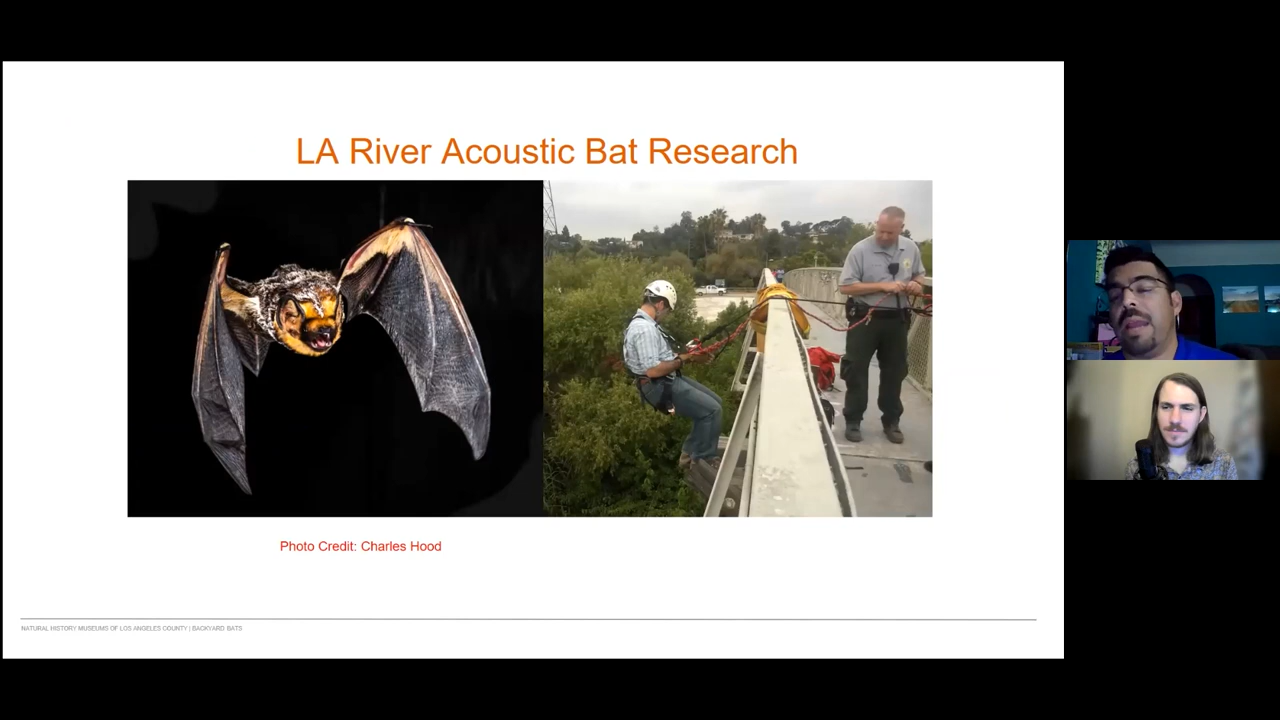 LA River Acoustic Bat Research
Photo Credit: Charles Hood
NATURAL HISTORY MUSEUMS OF LOS ANGELES COUNTY | BACKYARD BATS